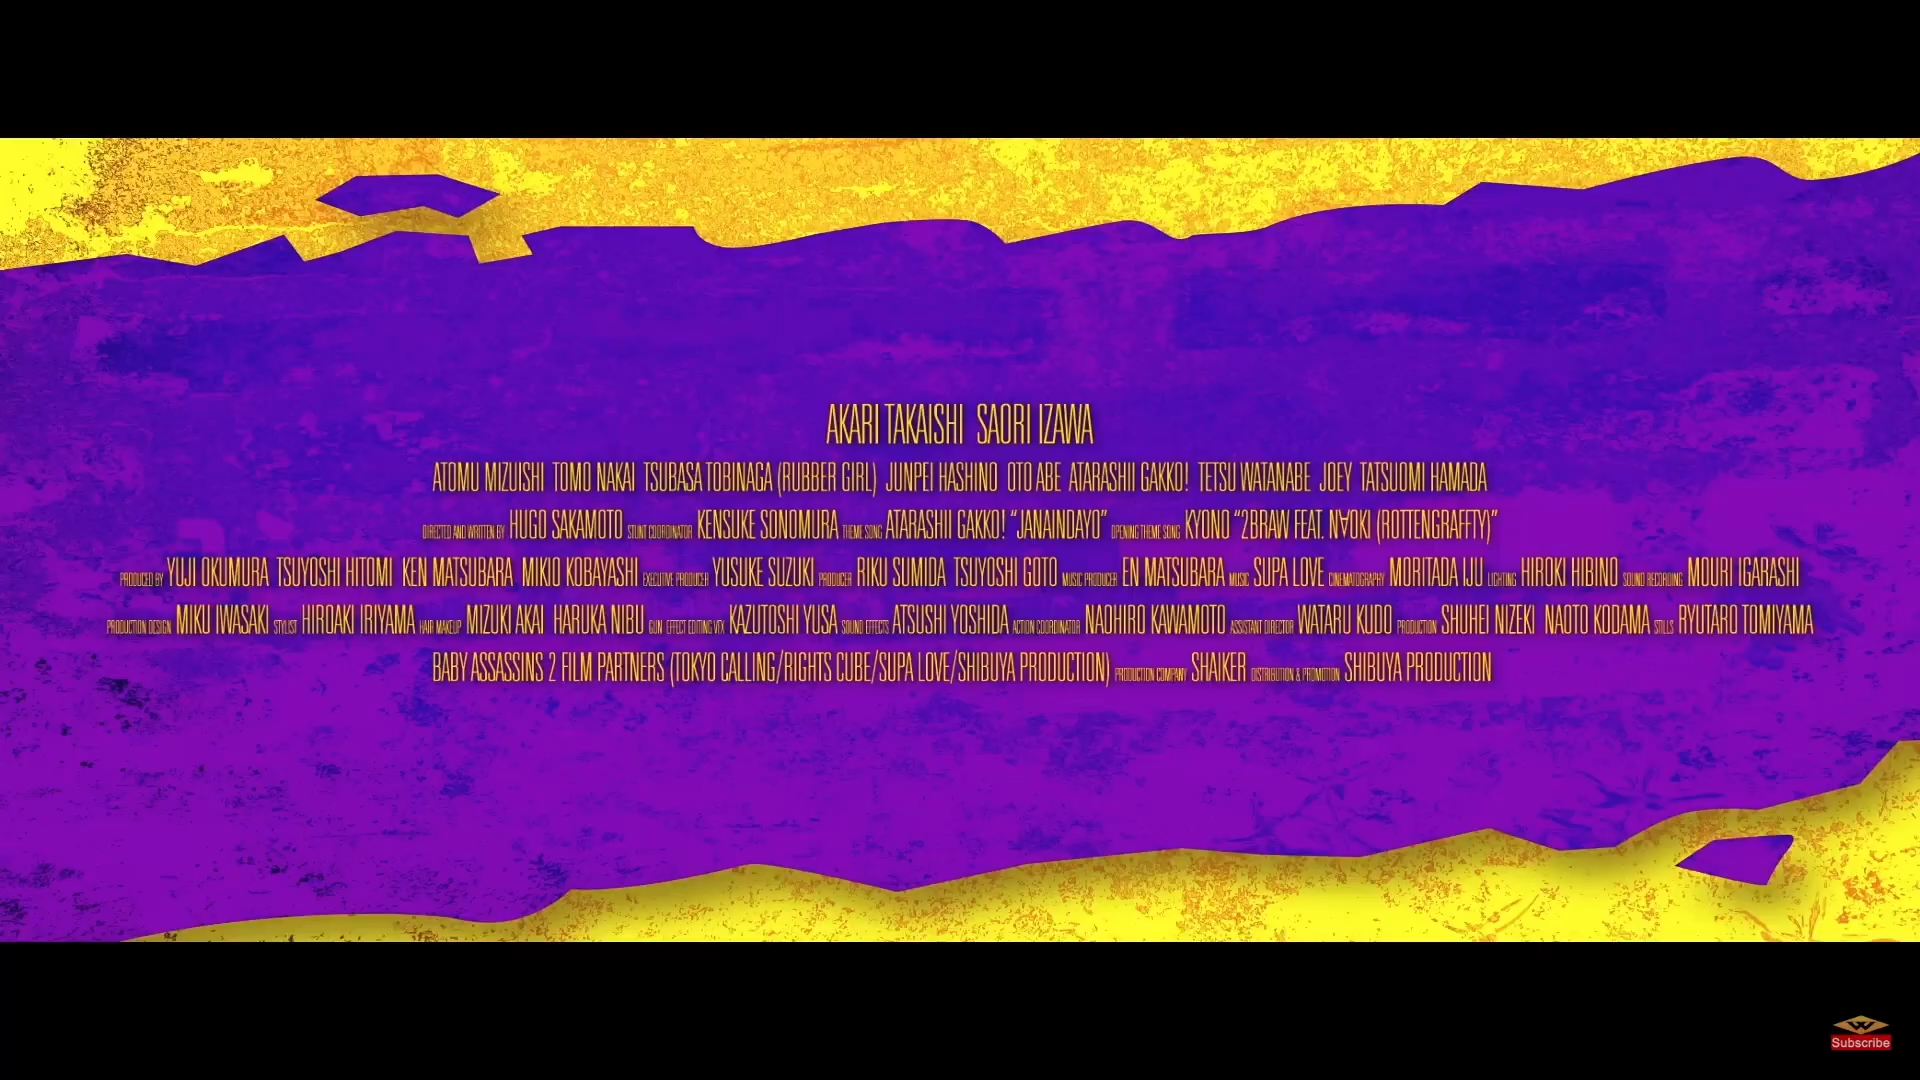 AKARI TAKAISHI SAORI IZAWA
ATOMU MIZUISHI TOMO NAKAI TSUBASA TOBINAGA (RUBBER GIRL) JUNPEI HASHINO OTO ABE ATARASHII GAKKO! TETSU WATANABE JOEY TATSUOMI HAMADA
DIRECTED AND WRITTEN BY HUGO SAKAMOTO STUNT COORDINATOR KENSUKE SONOMURA THEME SONG ATARASHII GAKKO! “JANAINDAYO” OPENING THEME SONG KYONO “2BRAW FEAT. N∀OKI (ROTTENGRAFFTY)”
PRODUCED BY YUJI OKUMURA TSUYOSHI HITOMI KEN MATSUBARA MIKIO KOBAYASHI EXECUTIVE PRODUCER YUSUKE SUZUKI PRODUCER RIKU SUMIDA TSUYOSHI GOTO MUSIC PRODUCER EN MATSUBARA MUSIC SUPA LOVE CINEMATOGRAPHY MORITADA IJU LIGHTING HIROKI HIBINO SOUND RECORDING MOURI IGARASHI
PRODUCTION DESIGN MIKU IWASAKI STYLIST HIROAKI IRIYAMA HAIR MAKEUP MIZUKI AKAI HARUKA NIBU GUN EFFECT EDITING VFX KAZUTOSHI YUSA SOUND EFFECTS ATSUSHI YOSHIDA ACTION COORDINATOR NAOHIRO KAWAMOTO ASSISTANT DIRECTOR WATARU KUDO PRODUCTION SHUHEI NIZEKI NAOTO KODAMA STILLS RYUTARO TOMIYAMA
BABY ASSASSINS 2 FILM PARTNERS (TOKYO CALLING/RIGHTS CUBE/SUPA LOVE/SHIBUYA PRODUCTION) PRODUCTION COMPANY SHAIKER DISTRIBUTION & PROMOTION SHIBUYA PRODUCTION
Subscribe